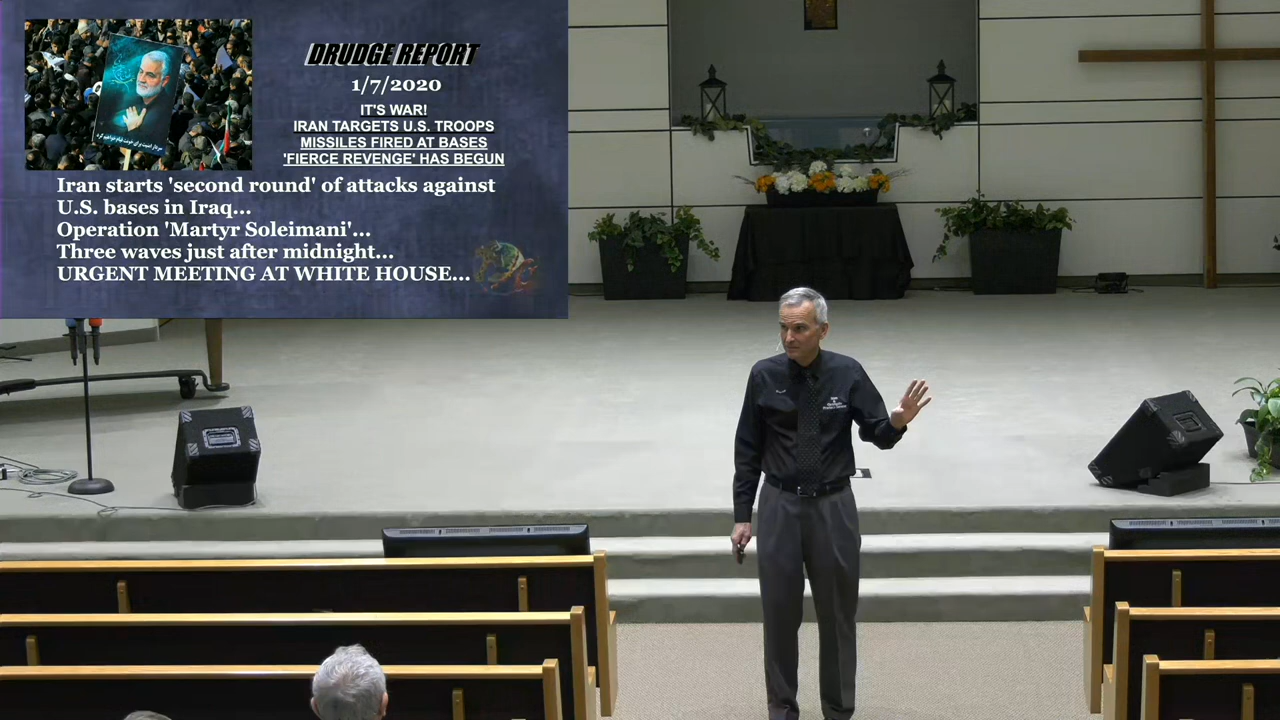 DRUDGE REPORT
1/7/2020
IT'S WAR!
IRAN TARGETS U.S. TROOPS
MISSILES FIRED AT BASES
'FIERCE REVENGE' HAS BEGUN
Iran starts 'second round' of attacks against
U.S. bases in Iraq...
Operation 'Martyr Soleimani'...
Three waves just after midnight...
URGENT MEETING AT WHITE HOUSE...